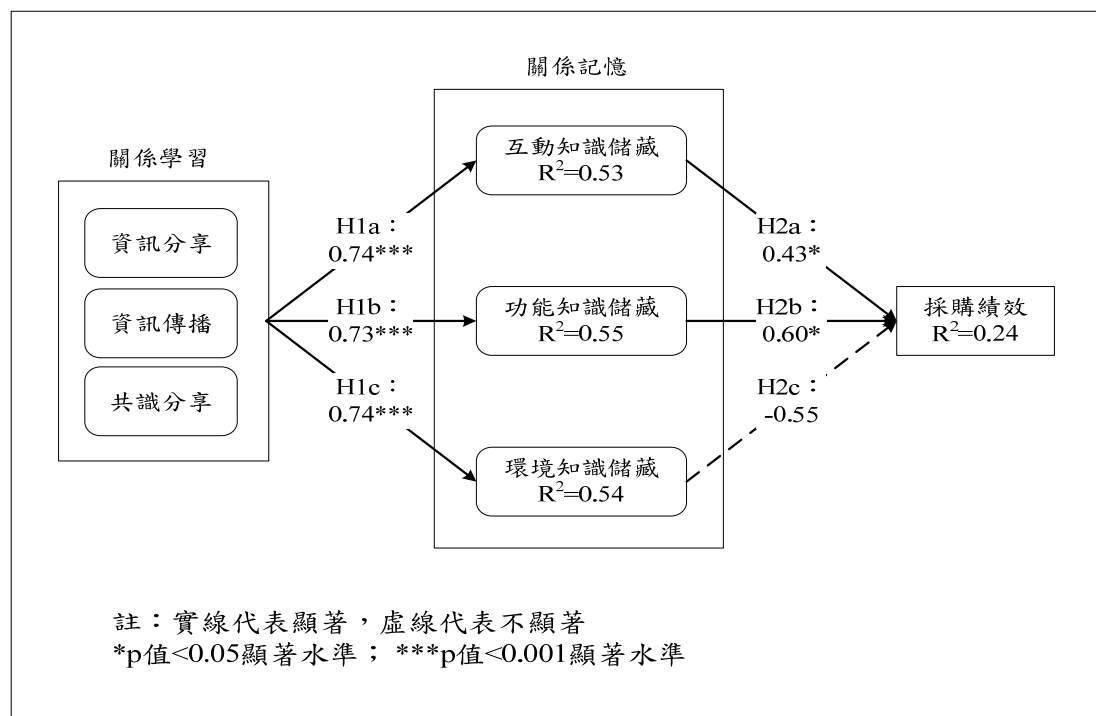 關係記憶
關係學習
資訊分享
資訊傳播
共識分享
H1a：
0.74***
H1b：
0.73***
H1c：
0.74***
互動知識儲藏
R²=0.53
功能知識儲藏
R²=0.55
環境知識儲藏
R²=0.54
H2a：
0.43*
H2b：
0.60*
H2c：
-0.55
採購績效
R²=0.24
註：實線代表顯著，虛線代表不顯著
*p值<0.05顯著水準； ***p值<0.001顯著水準